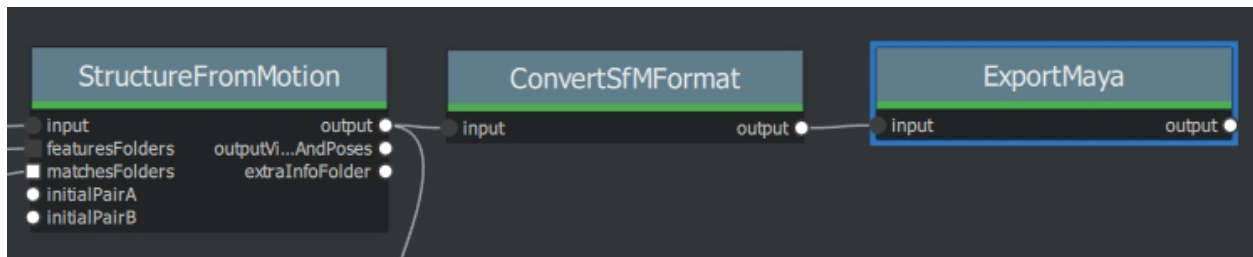 StructureFromMotion
input output
featuresFolders outputVi...AndPoses
matchesFolders extraInfoFolder
initialPairA
initialPairB
ConvertSfMFormat
input output
ExportMaya
input output